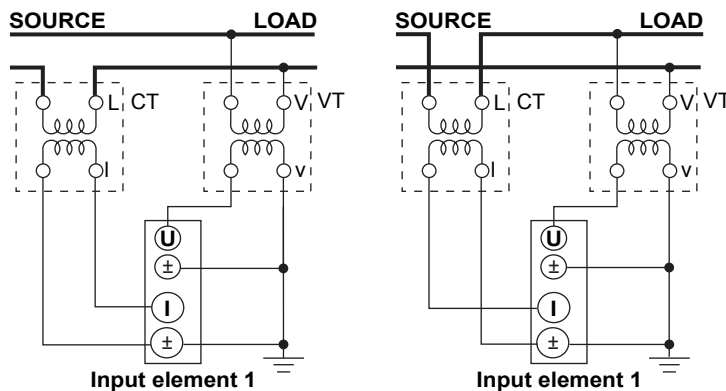 SOURCE LOAD
L CT V VT
l v
U
±
I
±
Input element 1
SOURCE LOAD
L CT V VT
l v
U
±
I
±
Input element 1